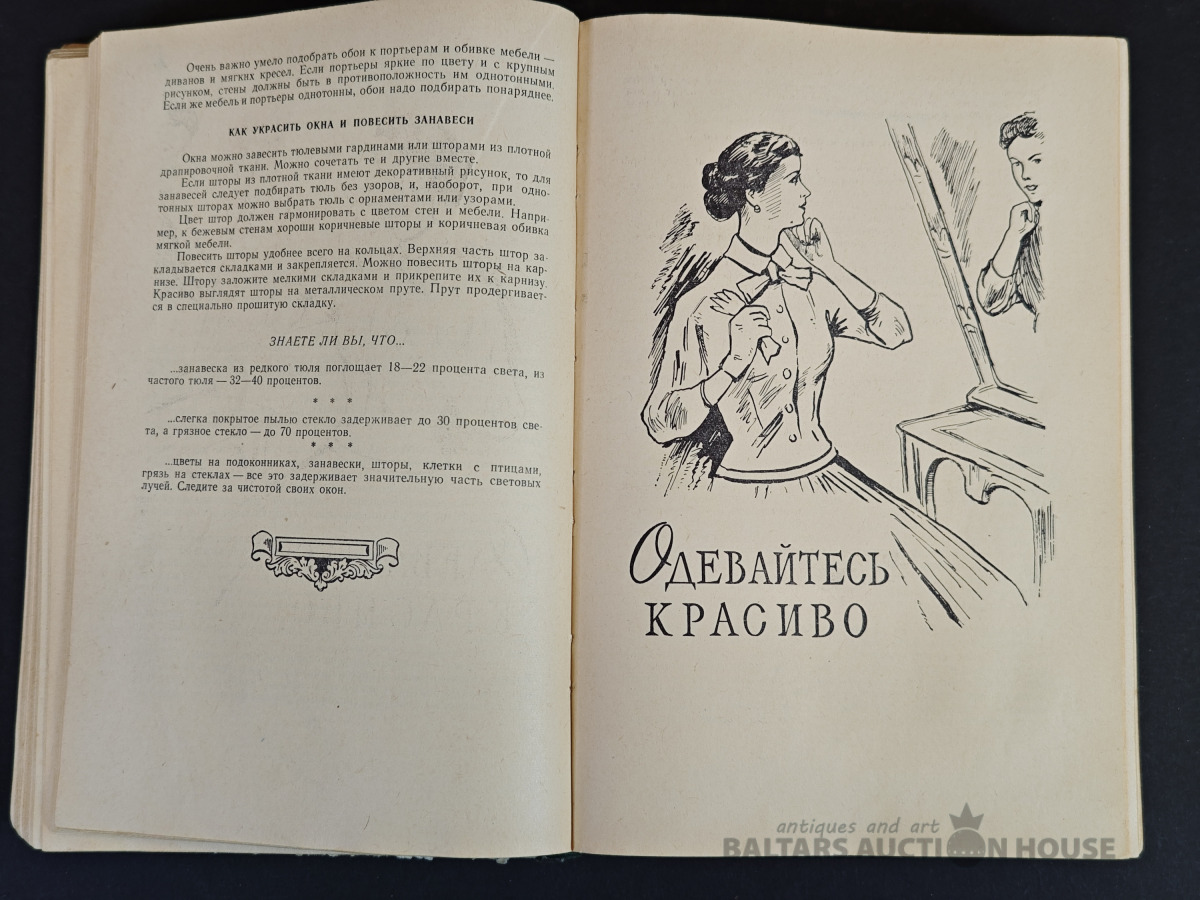 Очень важно умело подобрать обои к портьерам и обивке мебели —
диванов и мягких кресел. Если портьеры яркие по цвету и с крупным
рисунком, стены должны быть в противоположность им однотонными.
Если же мебель и портьеры однотонны, обои надо подбирать понаряднее.
КАК УКРАСИТЬ ОКНА И ПОВЕСИТЬ ЗАНАВЕСИ
Окна можно завесить тюлевыми гардинами или шторами из плотной
драпировочной ткани. Можно сочетать те и другие вместе.
Если шторы из плотной ткани имеют декоративный рисунок, то для
занавесей следует подбирать тюль без узоров, и, наоборот, при одно-
тонных шторах можно выбрать тюль с орнаментами или узорами.
Цвет штор должен гармонировать с цветом стен и мебели. Напри-
мер, к бежевым стенам хороши коричневые шторы и коричневая обивка
мягкой мебели.
Повесить шторы удобнее всего на кольцах. Верхняя часть штор за-
кладывается складками и закрепляется. Можно повесить шторы на кар-
низе. Штору заложите мелкими складками и прикрепите их к карнизу.
Красиво выглядят шторы на металлическом пруте. Прут продергивает-
ся в специально прошитую складку.
ЗНАЕТЕ ЛИ ВЫ, ЧТО...
...занавеска из редкого тюля поглощает 18—22 процента света, из
частого тюля — 32—40 процентов.
* * *
...слегка покрытое пылью стекло задерживает до 30 процентов све-
та, а грязное стекло — до 70 процентов.
* * *
...цветы на подоконниках, занавески, шторы, клетки с птицами,
грязь на стеклах — все это задерживает значительную часть световых
лучей. Следите за чистотой своих окон.
ОДЕВАЙТЕСЬ
КРАСИВО
antiques and art
BALTARS AUCTION HOUSE